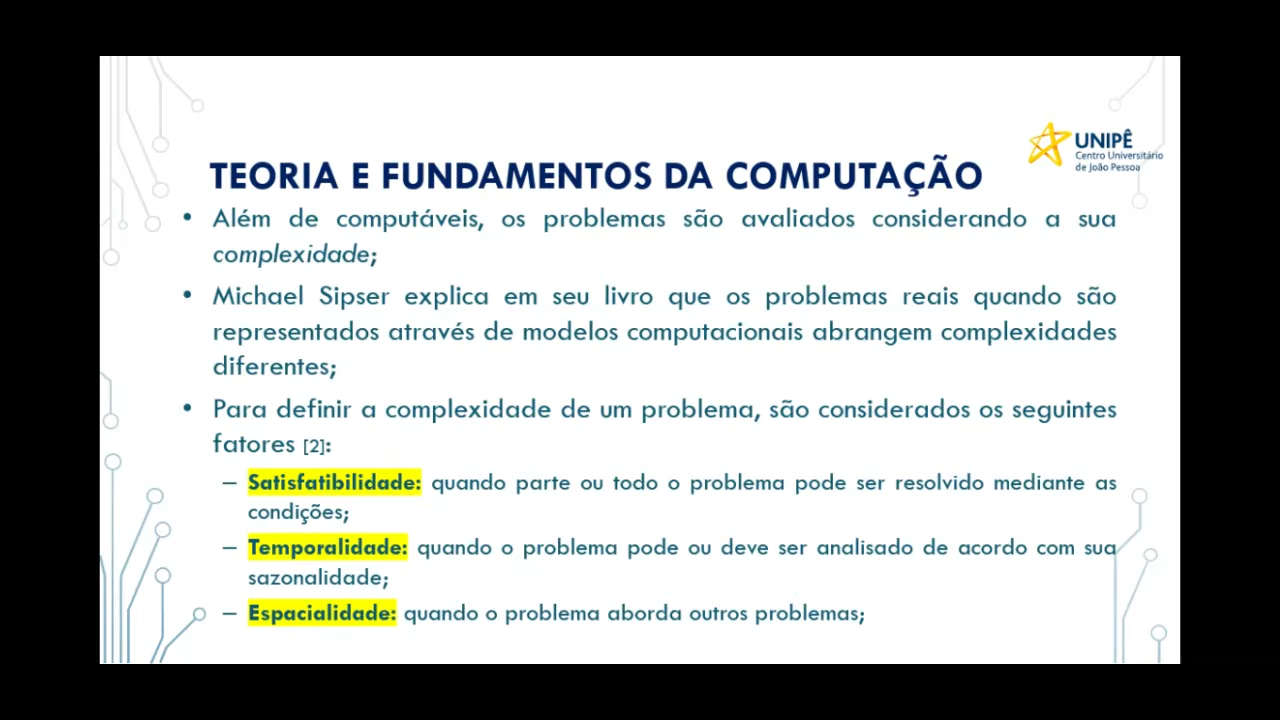 UNIPÊ
Centro Universitário
de João Pessoa
TEORIA E FUNDAMENTOS DA COMPUTAÇÃO
• Além de computáveis, os problemas são avaliados considerando a sua
complexidade;
• Michael Sipser explica em seu livro que os problemas reais quando são
representados através de modelos computacionais abrangem complexidades
diferentes;
• Para definir a complexidade de um problema, são considerados os seguintes
fatores [2]:
– Satisfatibilidade: quando parte ou todo o problema pode ser resolvido mediante as
condições;
– Temporalidade: quando o problema pode ou deve ser analisado de acordo com sua
sazonalidade;
– Espacialidade: quando o problema aborda outros problemas;